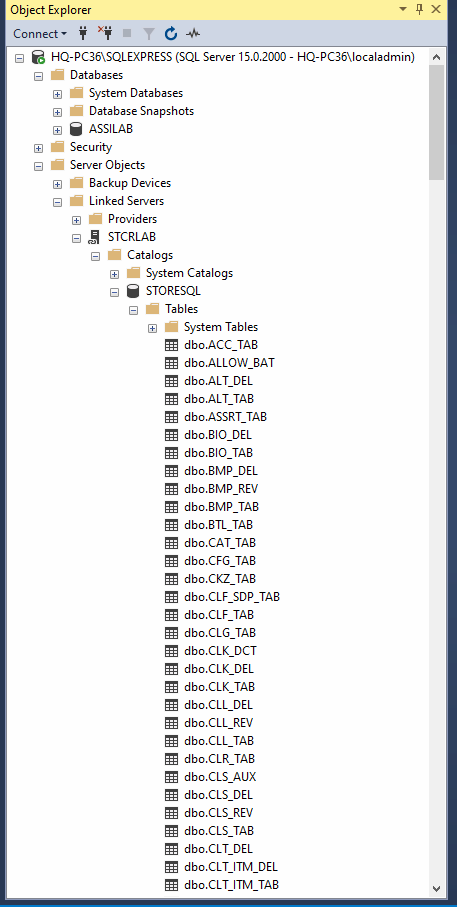 Object Explorer
Connect
HQ-PC36\SQLEXPRESS (SQL Server 15.0.2000 - HQ-PC36\localadmin)
Databases
System Databases
Database Snapshots
ASSILAB
Security
Server Objects
Backup Devices
Linked Servers
Providers
STCRLAB
Catalogs
System Catalogs
STORESQL
Tables
System Tables
dbo.ACC_TAB
dbo.ALLOW_BAT
dbo.ALT_DEL
dbo.ALT_TAB
dbo.ASSRT_TAB
dbo.BIO_DEL
dbo.BIO_TAB
dbo.BMP_DEL
dbo.BMP_REV
dbo.BMP_TAB
dbo.BTL_TAB
dbo.CAT_TAB
dbo.CFG_TAB
dbo.CKZ_TAB
dbo.CLF_SDP_TAB
dbo.CLF_TAB
dbo.CLG_TAB
dbo.CLK_DCT
dbo.CLK_DEL
dbo.CLK_TAB
dbo.CLL_DEL
dbo.CLL_REV
dbo.CLL_TAB
dbo.CLR_TAB
dbo.CLS_AUX
dbo.CLS_DEL
dbo.CLS_REV
dbo.CLS_TAB
dbo.CLT_DEL
dbo.CLT_ITM_DEL
dbo.CLT_ITM_TAB